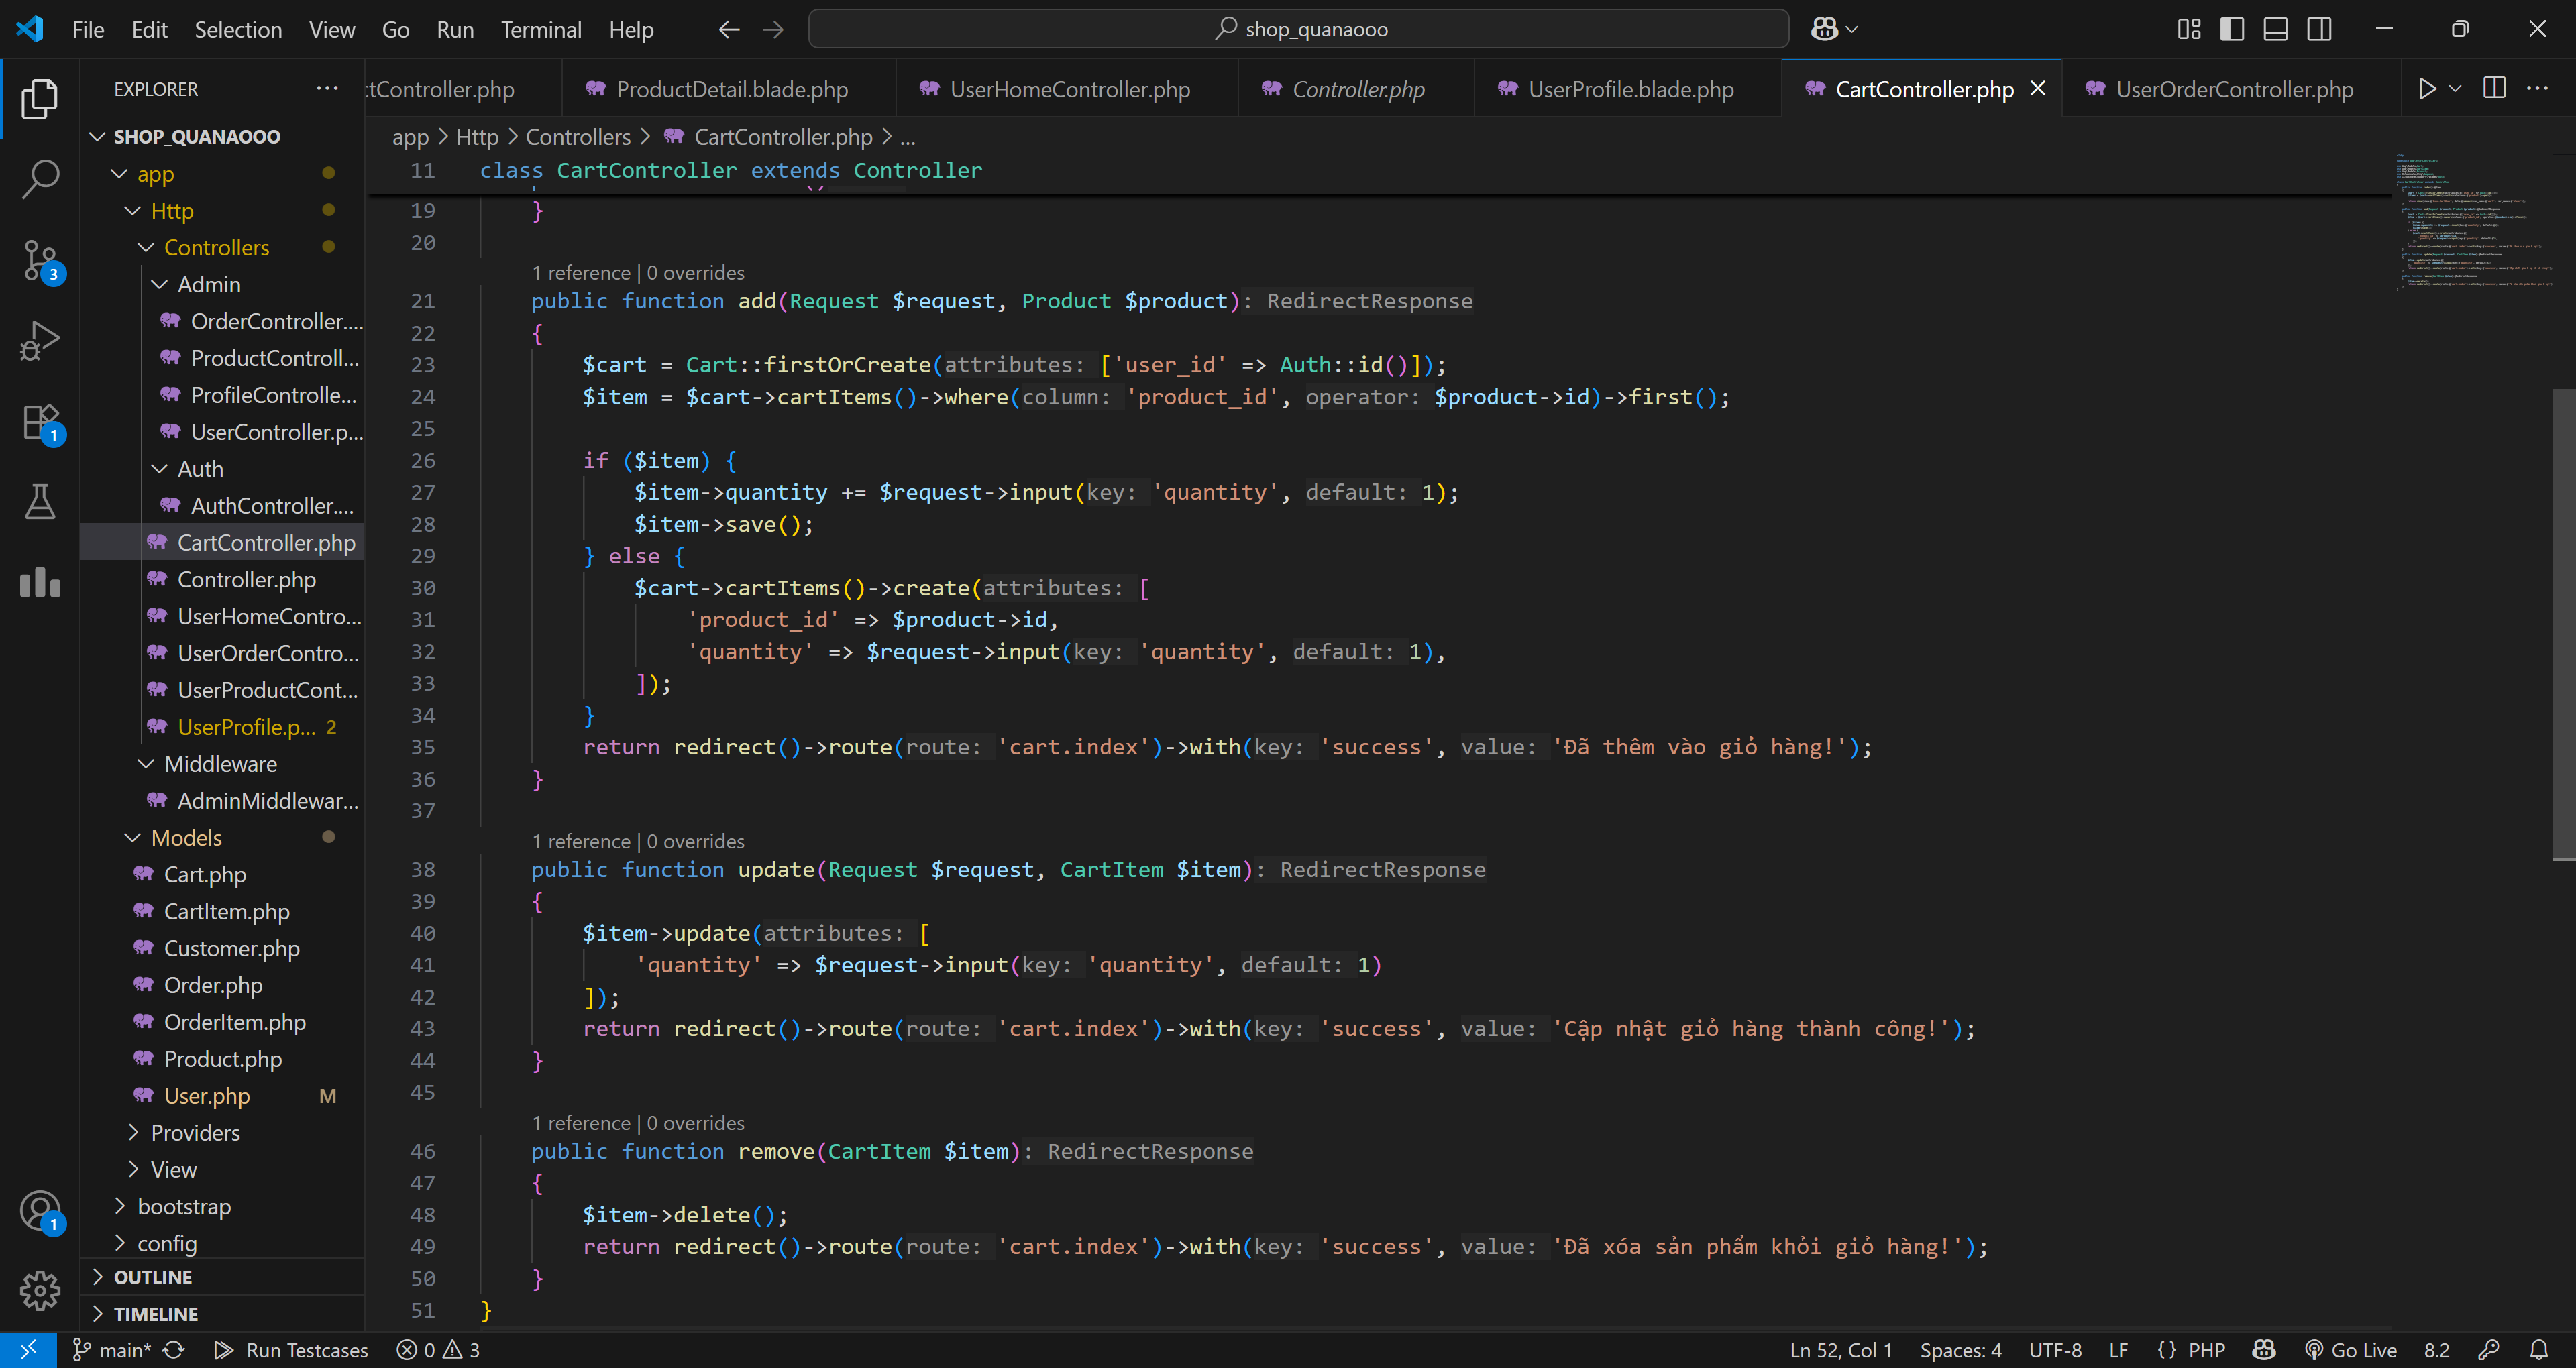 File Edit Selection View Go Run Terminal Help shop_quanaooo
EXPLORER
tController.php ProductDetail.blade.php UserHomeController.php Controller.php UserProfile.blade.php CartController.php UserOrderController.php
SHOP_QUANAOOO
app
Http
Controllers
Admin
OrderController....
ProductControll...
ProfileControlle...
UserController.p...
Auth
AuthController....
CartController.php
Controller.php
UserHomeContro...
UserOrderContro...
UserProductCont...
UserProfile.p... 2
Middleware
AdminMiddlewar...
Models
Cart.php
CartItem.php
Customer.php
Order.php
OrderItem.php
Product.php
User.php M
Providers
View
bootstrap
config
OUTLINE
TIMELINE
3
1
1
app > Http > Controllers > CartController.php > ...
11 class CartController extends Controller
19 }
20
1 reference | 0 overrides
21 public function add(Request $request, Product $product): RedirectResponse
22 {
23 $cart = Cart::firstOrCreate(attributes: ['user_id' => Auth::id()]);
24 $item = $cart->cartItems()->where(column: 'product_id', operator: $product->id)->first();
25
26 if ($item) {
27 $item->quantity += $request->input(key: 'quantity', default: 1);
28 $item->save();
29 } else {
30 $cart->cartItems()->create(attributes: [
31 'product_id' => $product->id,
32 'quantity' => $request->input(key: 'quantity', default: 1),
33 ]);
34 }
35 return redirect()->route(route: 'cart.index')->with(key: 'success', value: 'Đã thêm vào giỏ hàng!');
36 }
37
1 reference | 0 overrides
38 public function update(Request $request, CartItem $item): RedirectResponse
39 {
40 $item->update(attributes: [
41 'quantity' => $request->input(key: 'quantity', default: 1)
42 ]);
43 return redirect()->route(route: 'cart.index')->with(key: 'success', value: 'Cập nhật giỏ hàng thành công!');
44 }
45
1 reference | 0 overrides
46 public function remove(CartItem $item): RedirectResponse
47 {
48 $item->delete();
49 return redirect()->route(route: 'cart.index')->with(key: 'success', value: 'Đã xóa sản phẩm khỏi giỏ hàng!');
50 }
51 }
main* Run Testcases 0 3 Ln 52, Col 1 Spaces: 4 UTF-8 LF {} PHP Go Live 8.2